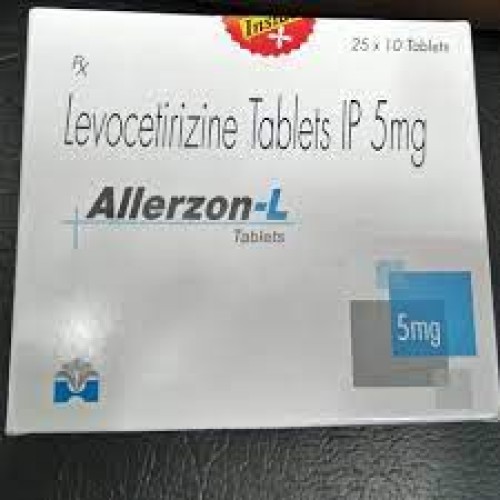 25 x 10 Tablets
Rx
Levocetirizine Tablets IP 5mg
Allerzon-L
Tablets
5mg